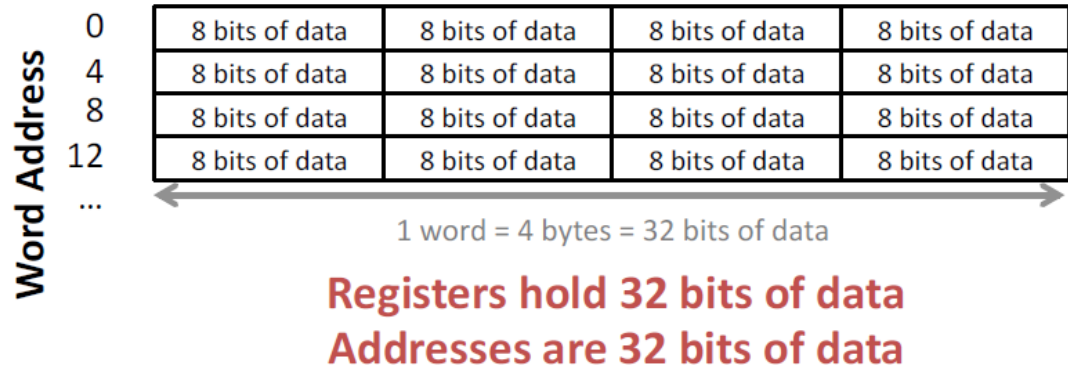 Word Address
0 8 bits of data 8 bits of data 8 bits of data 8 bits of data
4 8 bits of data 8 bits of data 8 bits of data 8 bits of data
8 8 bits of data 8 bits of data 8 bits of data 8 bits of data
12 8 bits of data 8 bits of data 8 bits of data 8 bits of data
...
1 word = 4 bytes = 32 bits of data
Registers hold 32 bits of data
Addresses are 32 bits of data